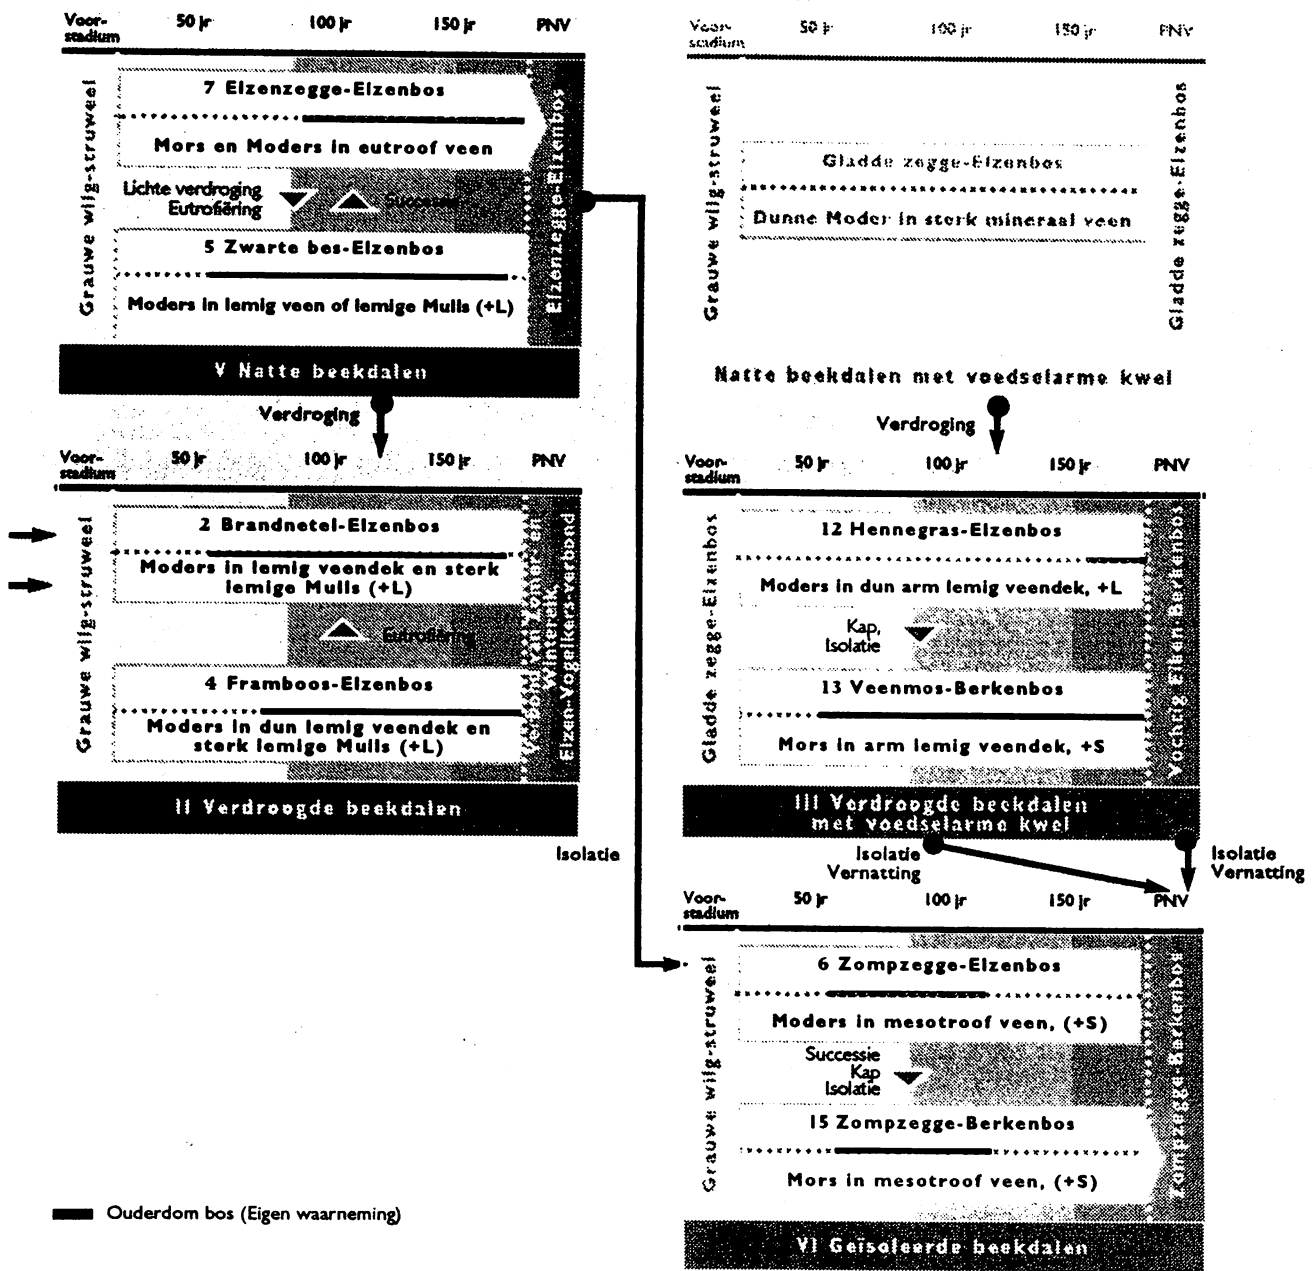 Voor-
stadium
50 jr
100 jr
150 jr
PNV
Grauwe wilg-struweel
7 Elzenzegge-Elzenbos
Mors en Moders in eutroof veen
Lichte verdroging
Eutrofiëring
Successie
5 Zwarte bes-Elzenbos
Moders in lemig veen of lemige Mulls (+L)
Elzenzegge-Elzenbos
V Natte beekdalen
Verdroging
Voor-
stadium
50 jr
100 jr
150 jr
PNV
Grauwe wilg-struweel
2 Brandnetel-Elzenbos
Moders in lemig veendek en sterk
lemige Mulls (+L)
Eutrofiëring
4 Framboos-Elzenbos
Moders in dun lemig veendek en
sterk lemige Mulls (+L)
Verbond van Zomer- en
Wintereik,
Elzen-Vogelkers-verbond
II Verdroogde beekdalen
Isolatie
Voor-
stadium
50 jr
100 jr
150 jr
PNV
Grauwe wilg-struweel
Gladde zegge-Elzenbos
Dunne Moder in sterk mineraal veen
Gladde zegge-Elzenbos
Natte beekdalen met voedselarme kwel
Verdroging
Voor-
stadium
50 jr
100 jr
150 jr
PNV
Gladde zegge-Elzenbos
12 Hennegras-Elzenbos
Moders in dun arm lemig veendek, +L
Kap,
Isolatie
13 Veenmos-Berkenbos
Mors in arm lemig veendek, +S
Vochtig Eiken-Berkenbos
III Verdroogde beekdalen
met voedselarme kwel
Isolatie
Vernatting
Isolatie
Vernatting
Voor-
stadium
50 jr
100 jr
150 jr
PNV
Grauwe wilg-struweel
6 Zompzegge-Elzenbos
Moders in mesotroof veen, (+S)
Successie
Kap
Isolatie
15 Zompzegge-Berkenbos
Mors in mesotroof veen, (+S)
Zompzegge-Berkenbos
VI Geïsoleerde beekdalen
Ouderdom bos (Eigen waarneming)